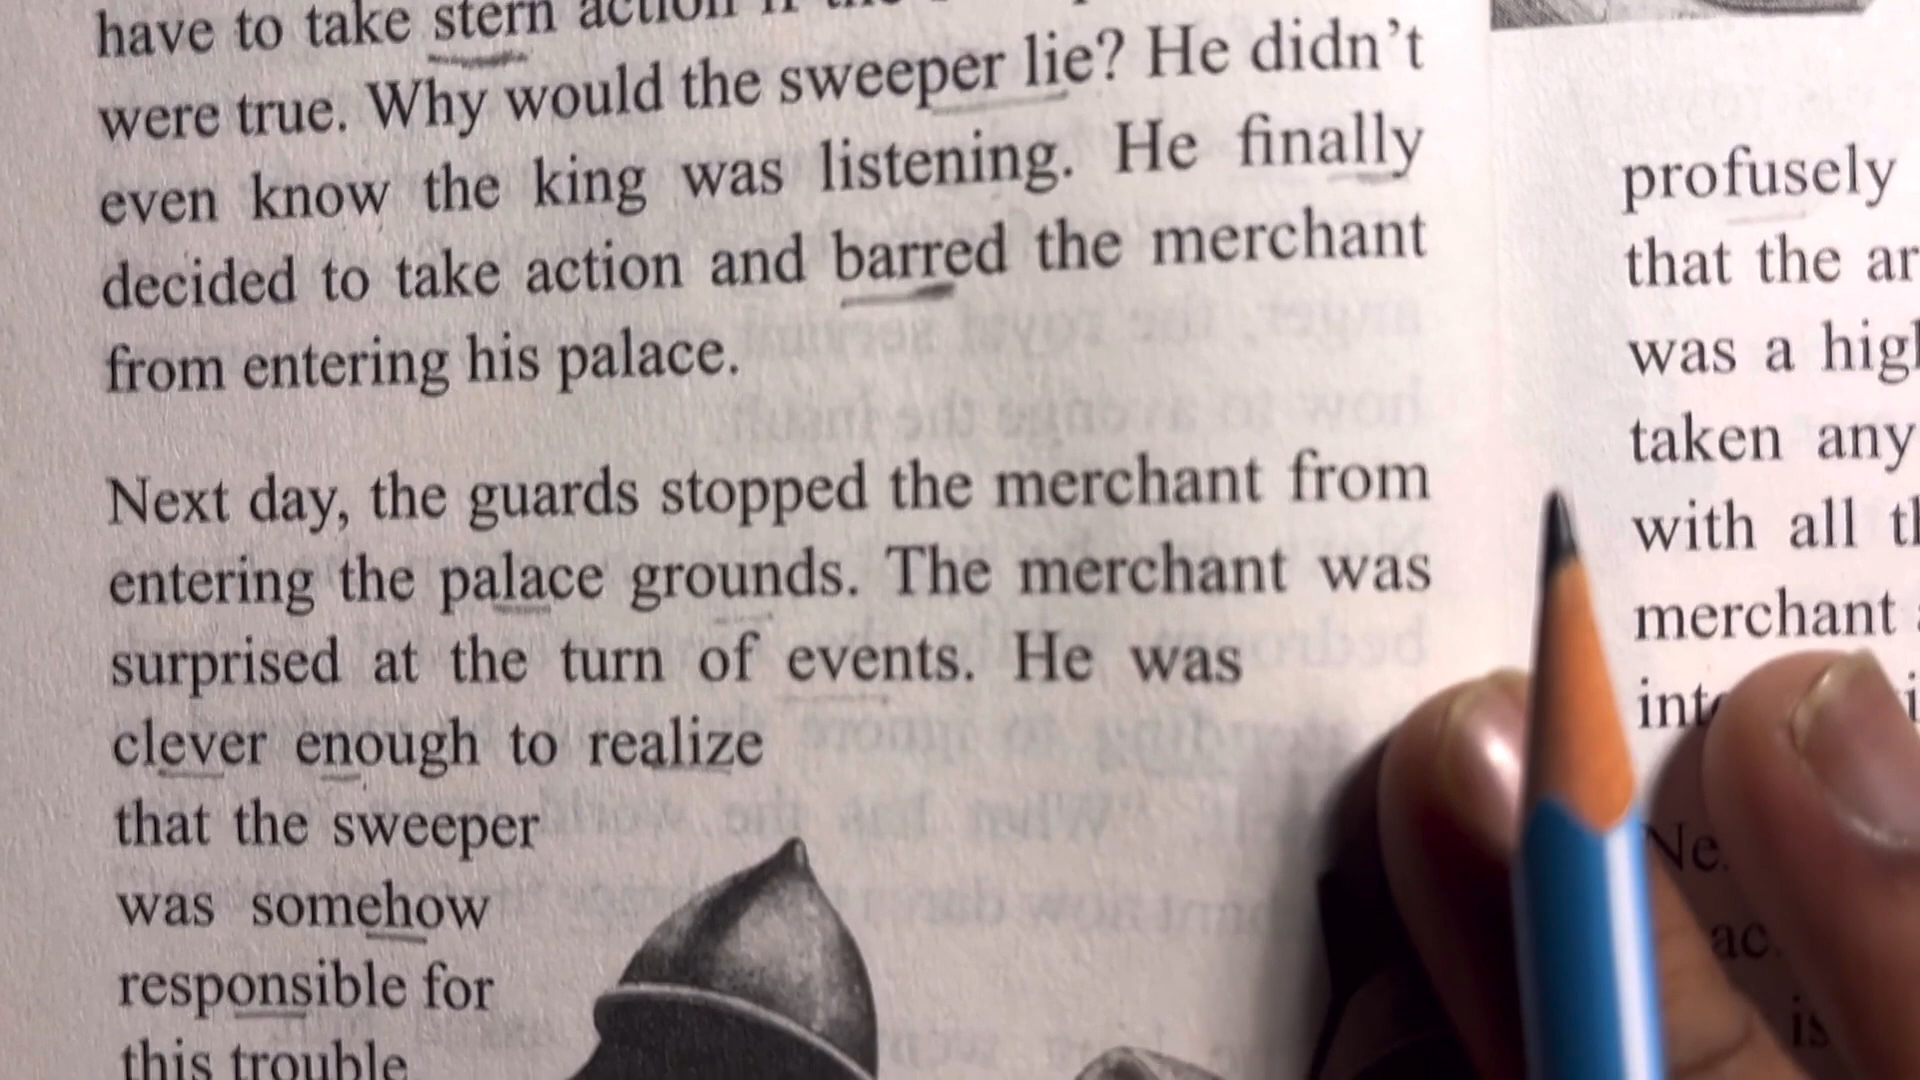 have to take stern action if the
were true. Why would the sweeper lie? He didn't
even know the king was listening. He finally
decided to take action and barred the merchant
from entering his palace.
Next day, the guards stopped the merchant from
entering the palace grounds. The merchant was
surprised at the turn of events. He was
clever enough to realize
that the sweeper
was somehow
responsible for
this trouble
profusely
that the
was a
taken any
with all
merchant